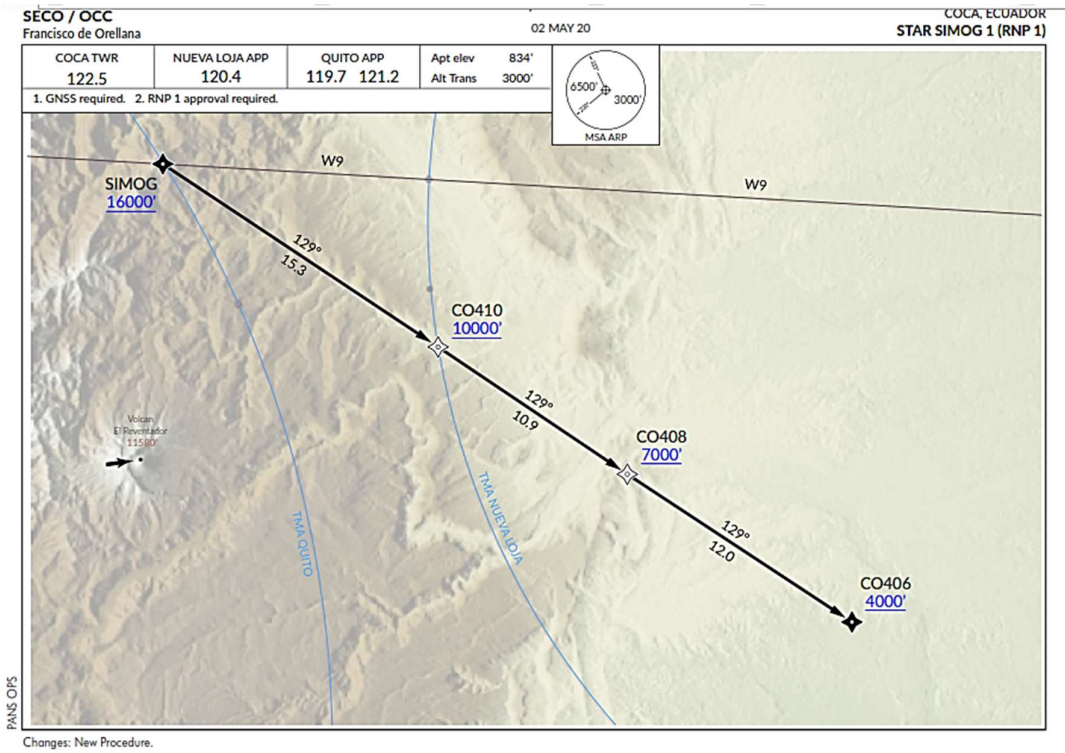 SECO / OCC
Francisco de Orellana
02 MAY 20
COCA, ECUADOR
STAR SIMOG 1 (RNP 1)
COCA TWR
122.5
NUEVA LOJA APP
120.4
QUITO APP
119.7 121.2
Apt elev 834'
Alt Trans 3000'
1. GNSS required. 2. RNP 1 approval required.
6500'
3000'
MSA ARP
W9
W9
SIMOG
16000'
129°
15.3
CO410
10000'
129°
10.9
CO408
7000'
129°
12.0
CO406
4000'
Volcan
El Reventador
11580'
TMA QUITO
TMA NUEVA LOJA
PANS OPS
Changes: New Procedure.